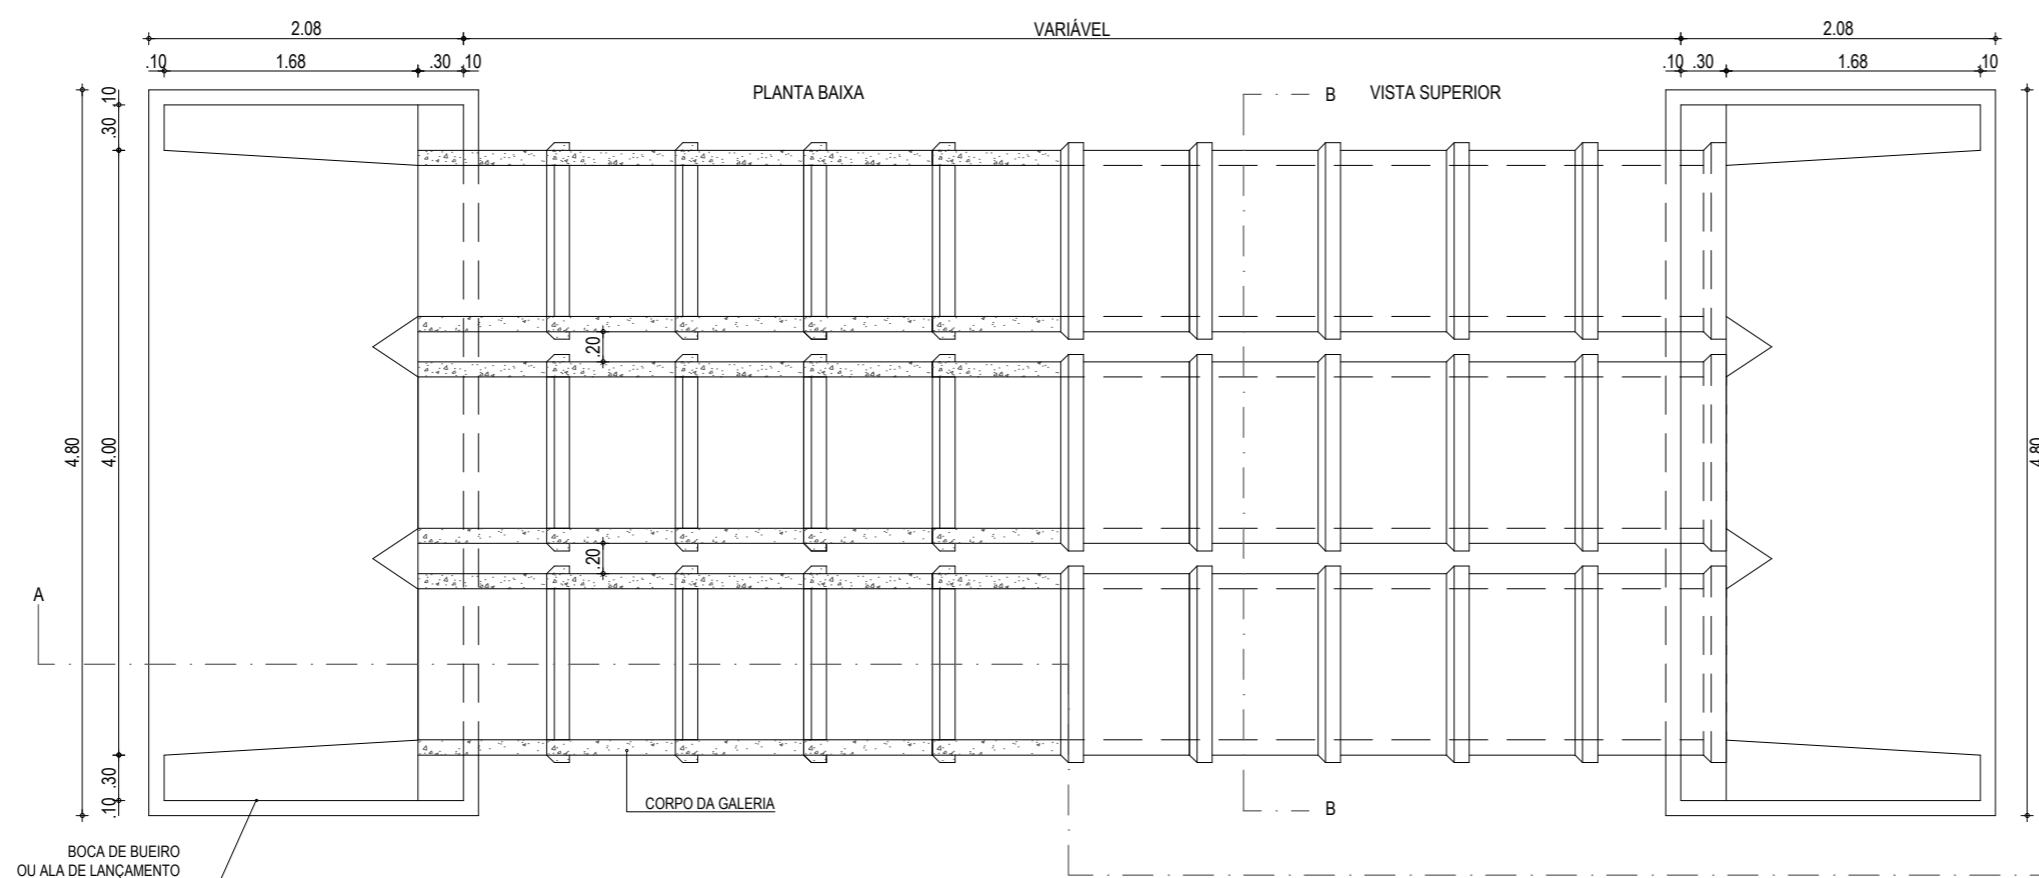 2.08
VARIÁVEL
2.08
.10
1.68
.30
.10
.10
.30
1.68
.10
PLANTA BAIXA
B
VISTA SUPERIOR
.10
.30
4.80
4.00
.20
.20
4.80
A
.30
.10
CORPO DA GALERIA
B
BOCA DE BUEIRO
OU ALA DE LANÇAMENTO